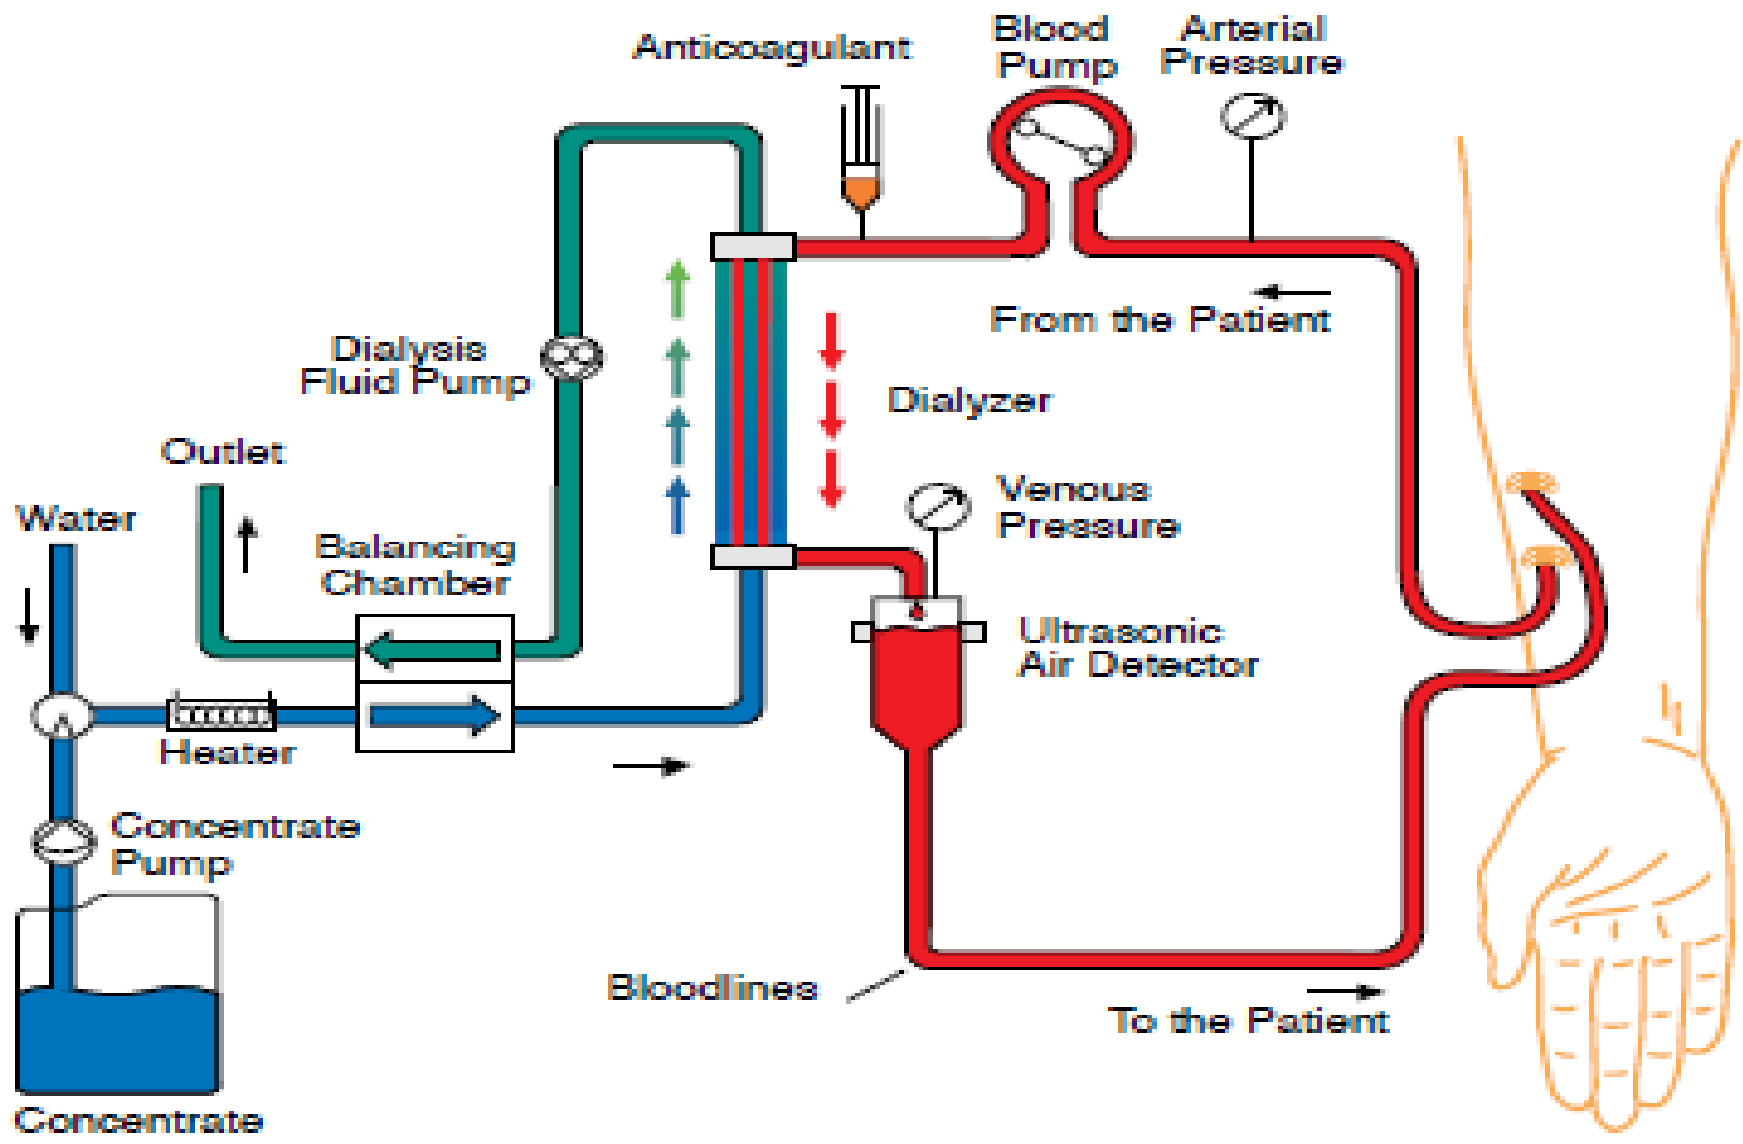 Anticoagulant
Blood
Pump
Arterial
Pressure
From the Patient
Dialysis
Fluid Pump
Dialyzer
Outlet
Water
Venous
Pressure
Balancing
Chamber
Ultrasonic
Air Detector
Heater
Concentrate
Pump
Bloodlines
To the Patient
Concentrate